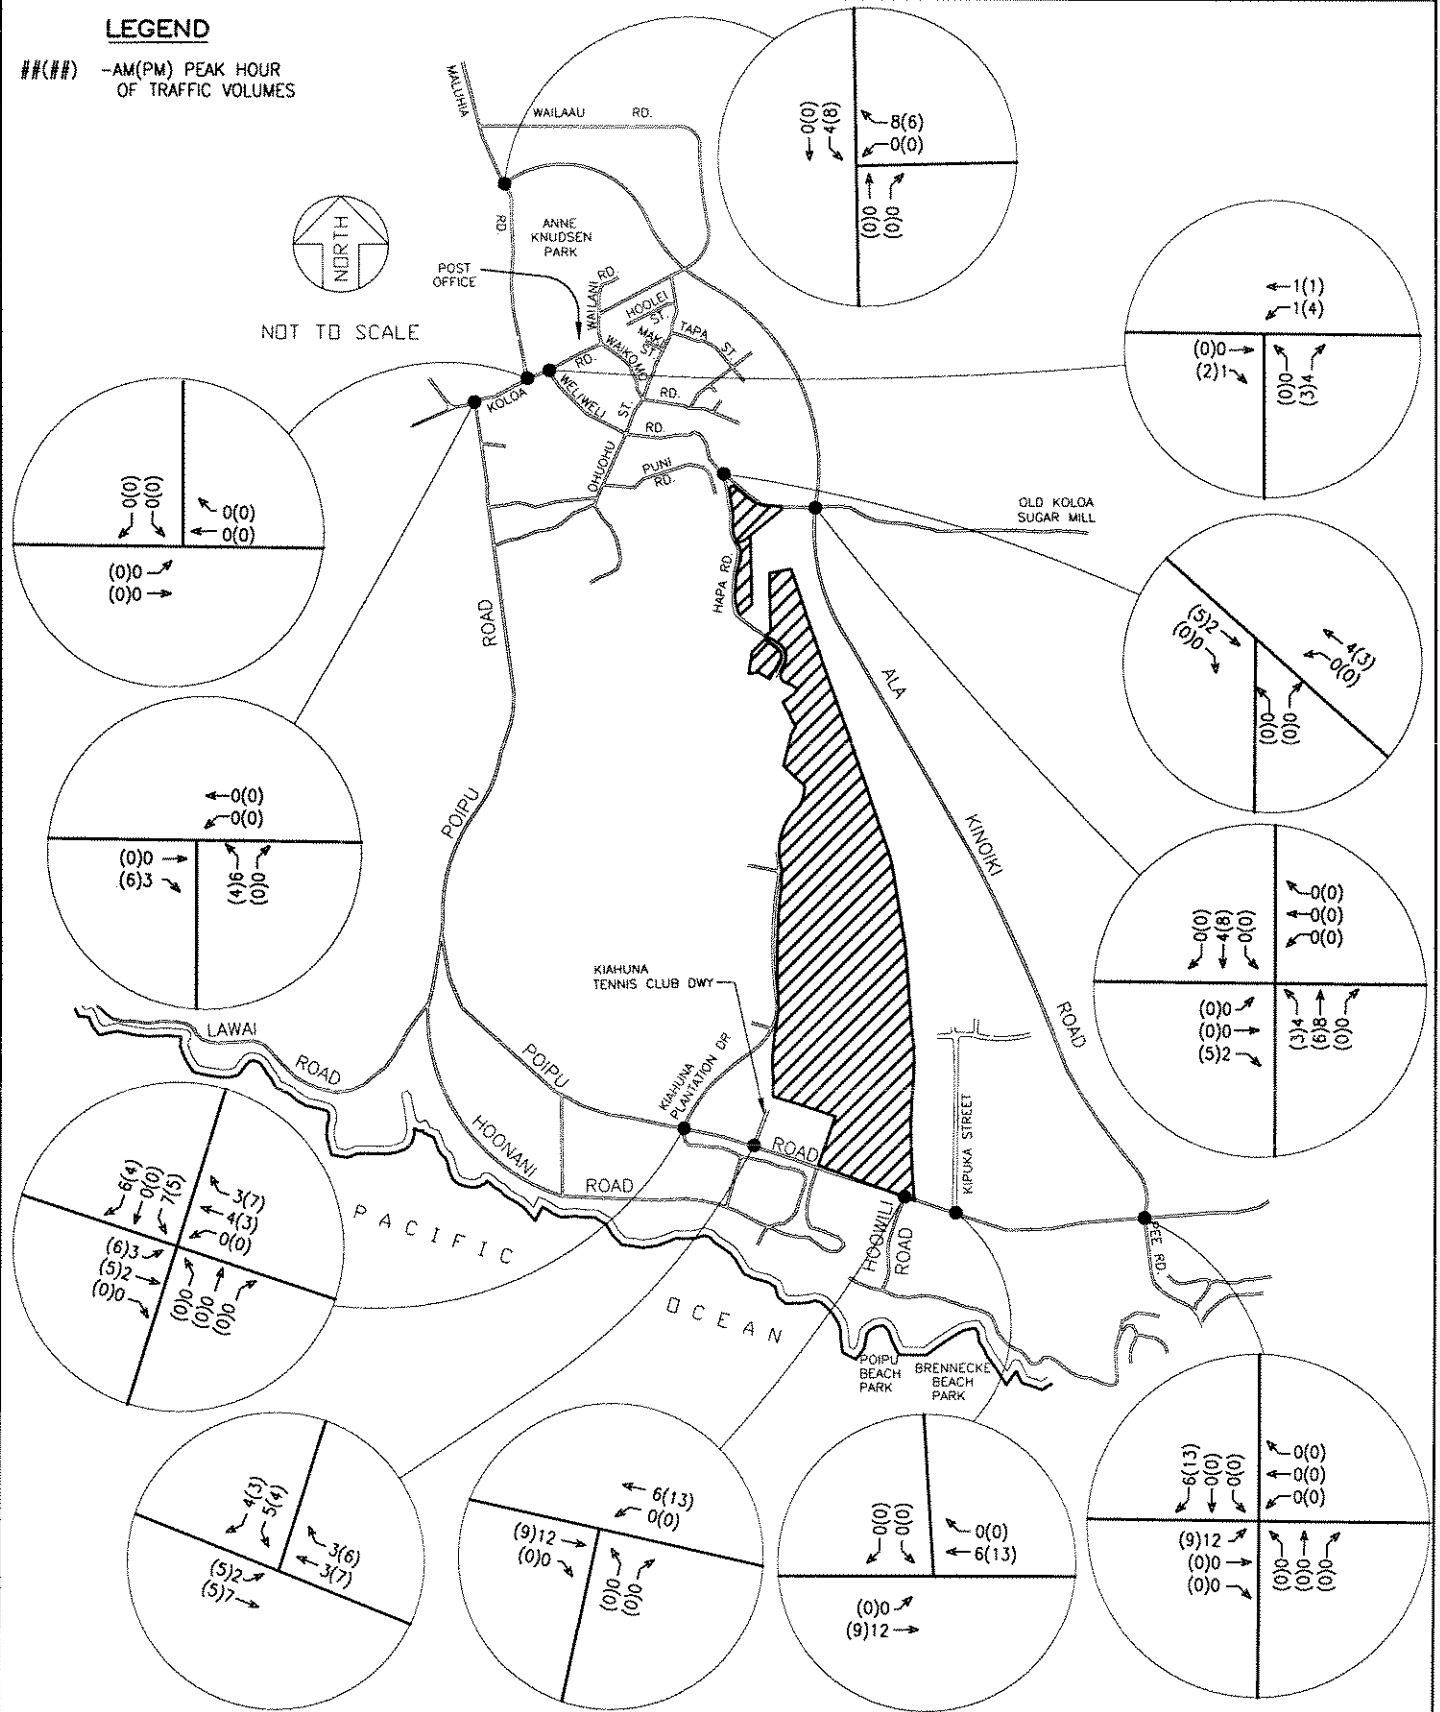 LEGEND
##(##) -AM(PM) PEAK HOUR
OF TRAFFIC VOLUMES
MALUHIA
RD.
WAILAAU RD.
ANNE
KNUDSEN
PARK
POST
OFFICE
NORTH
NOT TO SCALE
WAILANI RD.
HOOLEI
ST.
MAKI
ST.
TAPA ST.
WAIKOMO
RD.
KOLOA
RD.
WELIWELI
RD.
OHUOHU
ST.
PUNI
RD.
OLD KOLOA
SUGAR MILL
HAPA RD.
POIPU
ROAD
ALA
KINOIKI
ROAD
KIAHUNA
TENNIS CLUB DWY
KIAHUNA
PLANTATION DR
LAWAI
ROAD
POIPU
ROAD
HOONANI
ROAD
KIPUKA STREET
HOOWILI
ROAD
PEE RD.
PACIFIC
OCEAN
POIPU
BEACH
PARK
BRENNECKE
BEACH
PARK
0(0)
4(8)
8(6)
0(0)
(0)0
(0)0
1(1)
1(4)
(0)0
(2)1
(0)0
(3)4
0(0)
0(0)
0(0)
0(0)
(0)0
(0)0
(5)2
(0)0
4(3)
0(0)
(0)0
(0)0
0(0)
0(0)
(0)0
(6)3
(4)6
(0)0
0(0)
4(8)
0(0)
0(0)
0(0)
0(0)
(0)0
(0)0
(5)2
(3)4
(6)8
(0)0
6(4)
0(0)
7(5)
3(7)
4(3)
0(0)
(6)3
(5)2
(0)0
(0)0
(0)0
(0)0
4(3)
5(4)
3(6)
3(7)
(5)2
(5)7
6(13)
0(0)
(9)12
(0)0
(0)0
(0)0
0(0)
0(0)
0(0)
6(13)
(0)0
(9)12
6(13)
0(0)
0(0)
0(0)
0(0)
0(0)
(9)12
(0)0
(0)0
(0)0
(0)0
(0)0